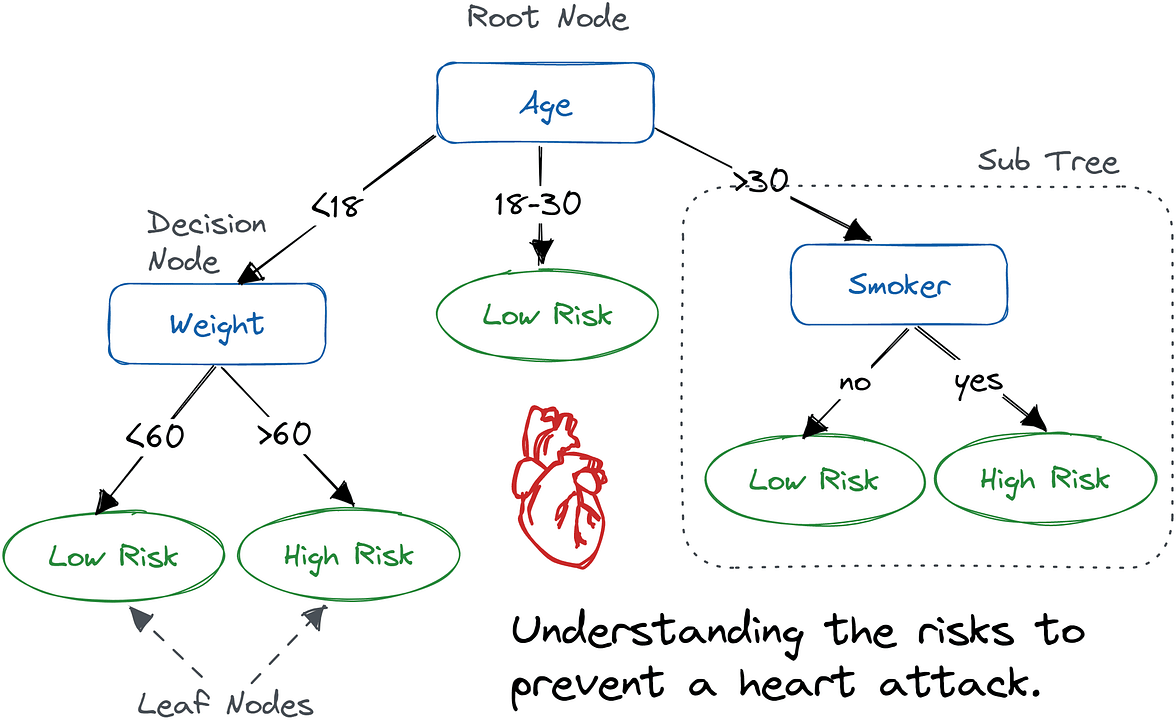 Root Node
Age
Sub Tree
<18
18-30
>30
Decision
Node
Weight
Low Risk
Smoker
<60
>60
no
yes
Low Risk
High Risk
Low Risk
High Risk
Leaf Nodes
Understanding the risks to
prevent a heart attack.